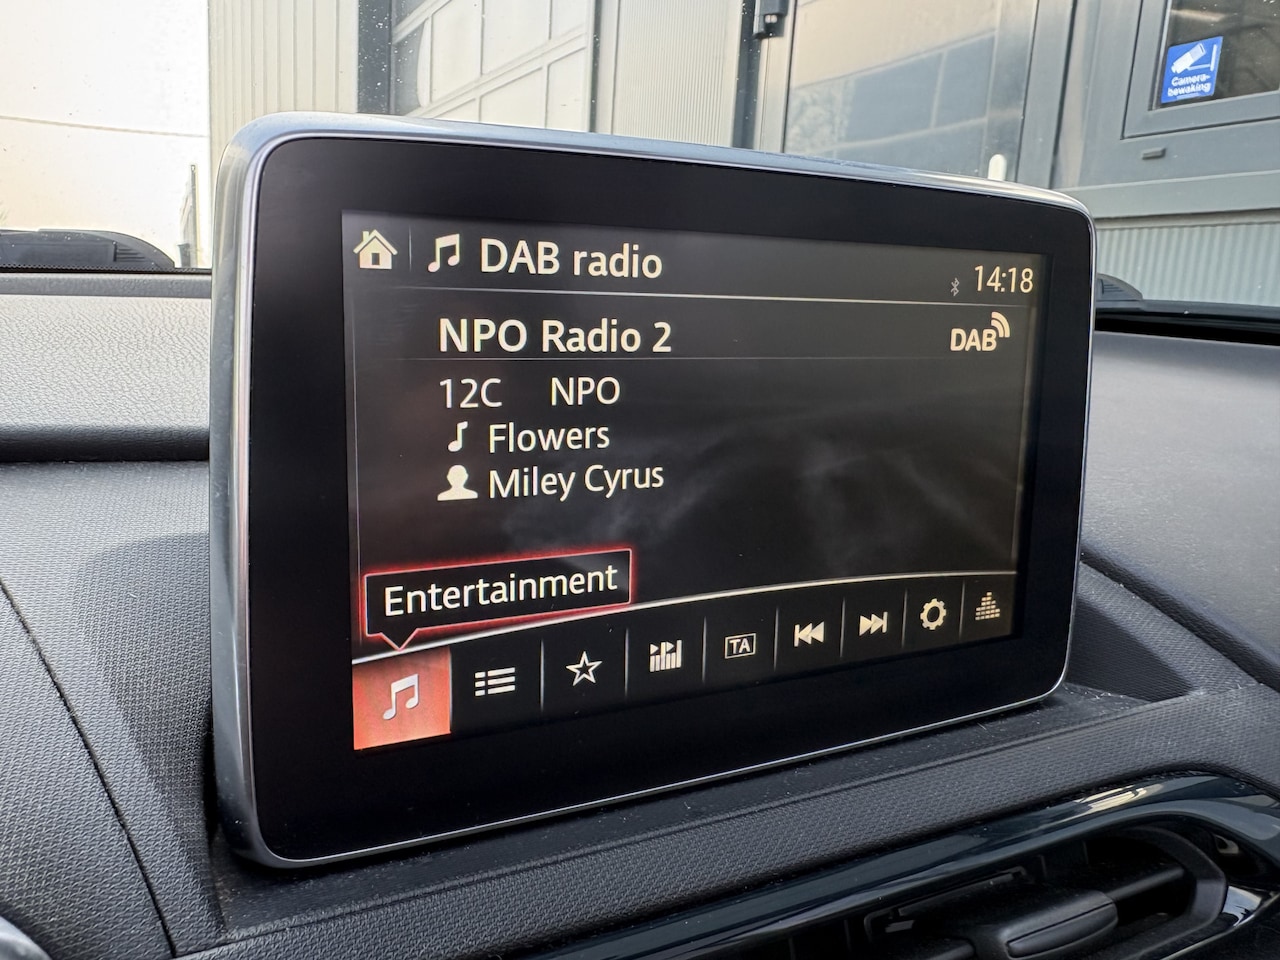 Camera-
bewaking
DAB radio
14:18
NPO Radio 2
DAB
12C NPO
Flowers
Miley Cyrus
Entertainment
TA